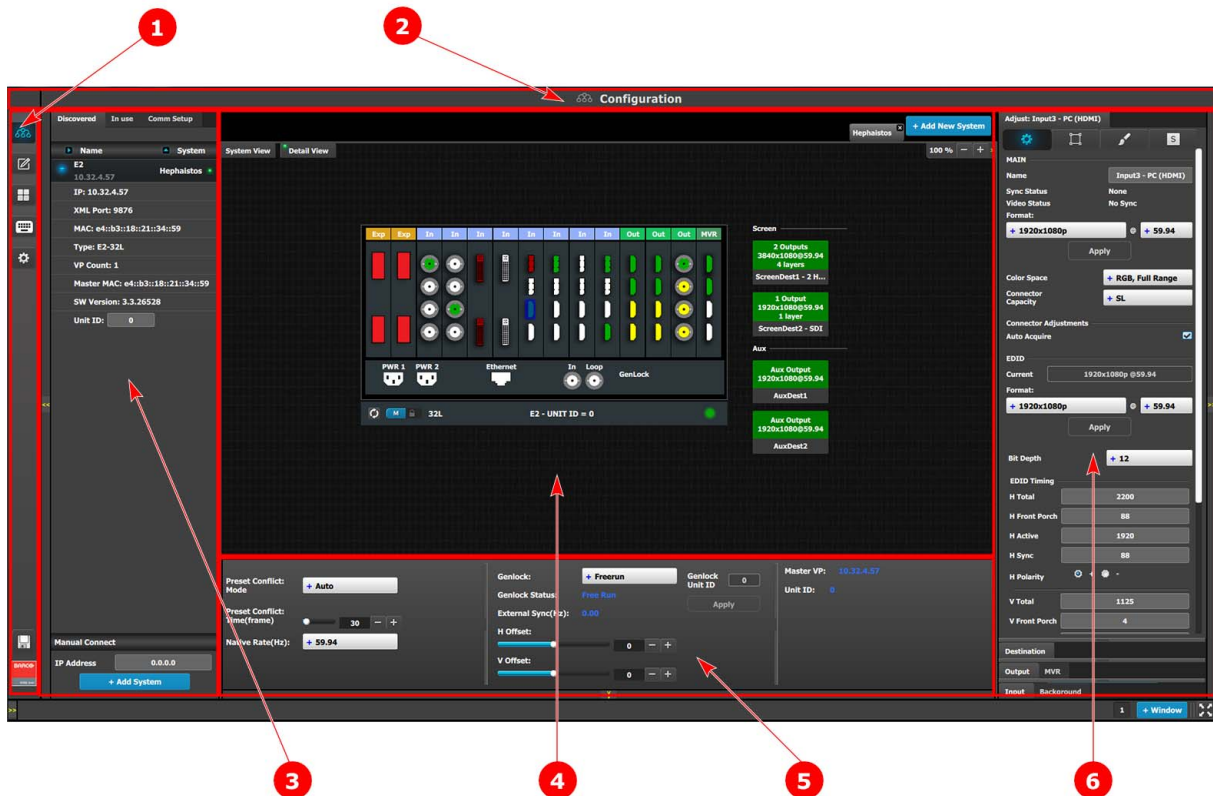 1
2
Configuration
Discovered In use Comm Setup
Name System
E2
10.32.4.57
Hephaistos
IP: 10.32.4.57
XML Port: 9876
MAC: e4::b3::18::21::34::59
Type: E2-32L
VP Count: 1
Master MAC: e4::b3::18::21::34::59
SW Version: 3.3.26528
Unit ID: 0
Manual Connect
IP Address 0.0.0.0
+ Add System
BARCO
Hephaistos x + Add New System
System View Detail View 100 % − +
Exp Exp In In In In In In In Out Out Out MVR
PWR 1 PWR 2 Ethernet In Loop GenLock
M 32L E2 - UNIT ID = 0
Screen
2 Outputs
3840x1080@59.94
4 layers
ScreenDest1 - 2 H...
1 Output
1920x1080@59.94
1 layer
ScreenDest2 - SDI
Aux
Aux Output
1920x1080@59.94
AuxDest1
Aux Output
1920x1080@59.94
AuxDest2
Preset Conflict:
Mode
+ Auto
Preset Conflict:
Time(frame)
30 − +
Native Rate(Hz): + 59.94
Genlock: + Freerun
Genlock
Unit ID
0
Genlock Status: Free Run
Apply
External Sync(Hz): 0.00
H Offset:
0 − +
V Offset:
0 − +
Master VP: 10.32.4.57
Unit ID: 0
Adjust: Input3 - PC (HDMI)
S
MAIN
Name Input3 - PC (HDMI)
Sync Status None
Video Status No Sync
Format:
+ 1920x1080p @ + 59.94
Apply
Color Space + RGB, Full Range
Connector
Capacity
+ SL
Connector Adjustments
Auto Acquire
EDID
Current 1920x1080p @59.94
Format:
+ 1920x1080p @ + 59.94
Apply
Bit Depth + 12
EDID Timing
H Total 2200
H Front Porch 88
H Active 1920
H Sync 88
H Polarity + -
V Total 1125
V Front Porch 4
Destination
Output MVR
Input Background
1 + Window
3
4
5
6